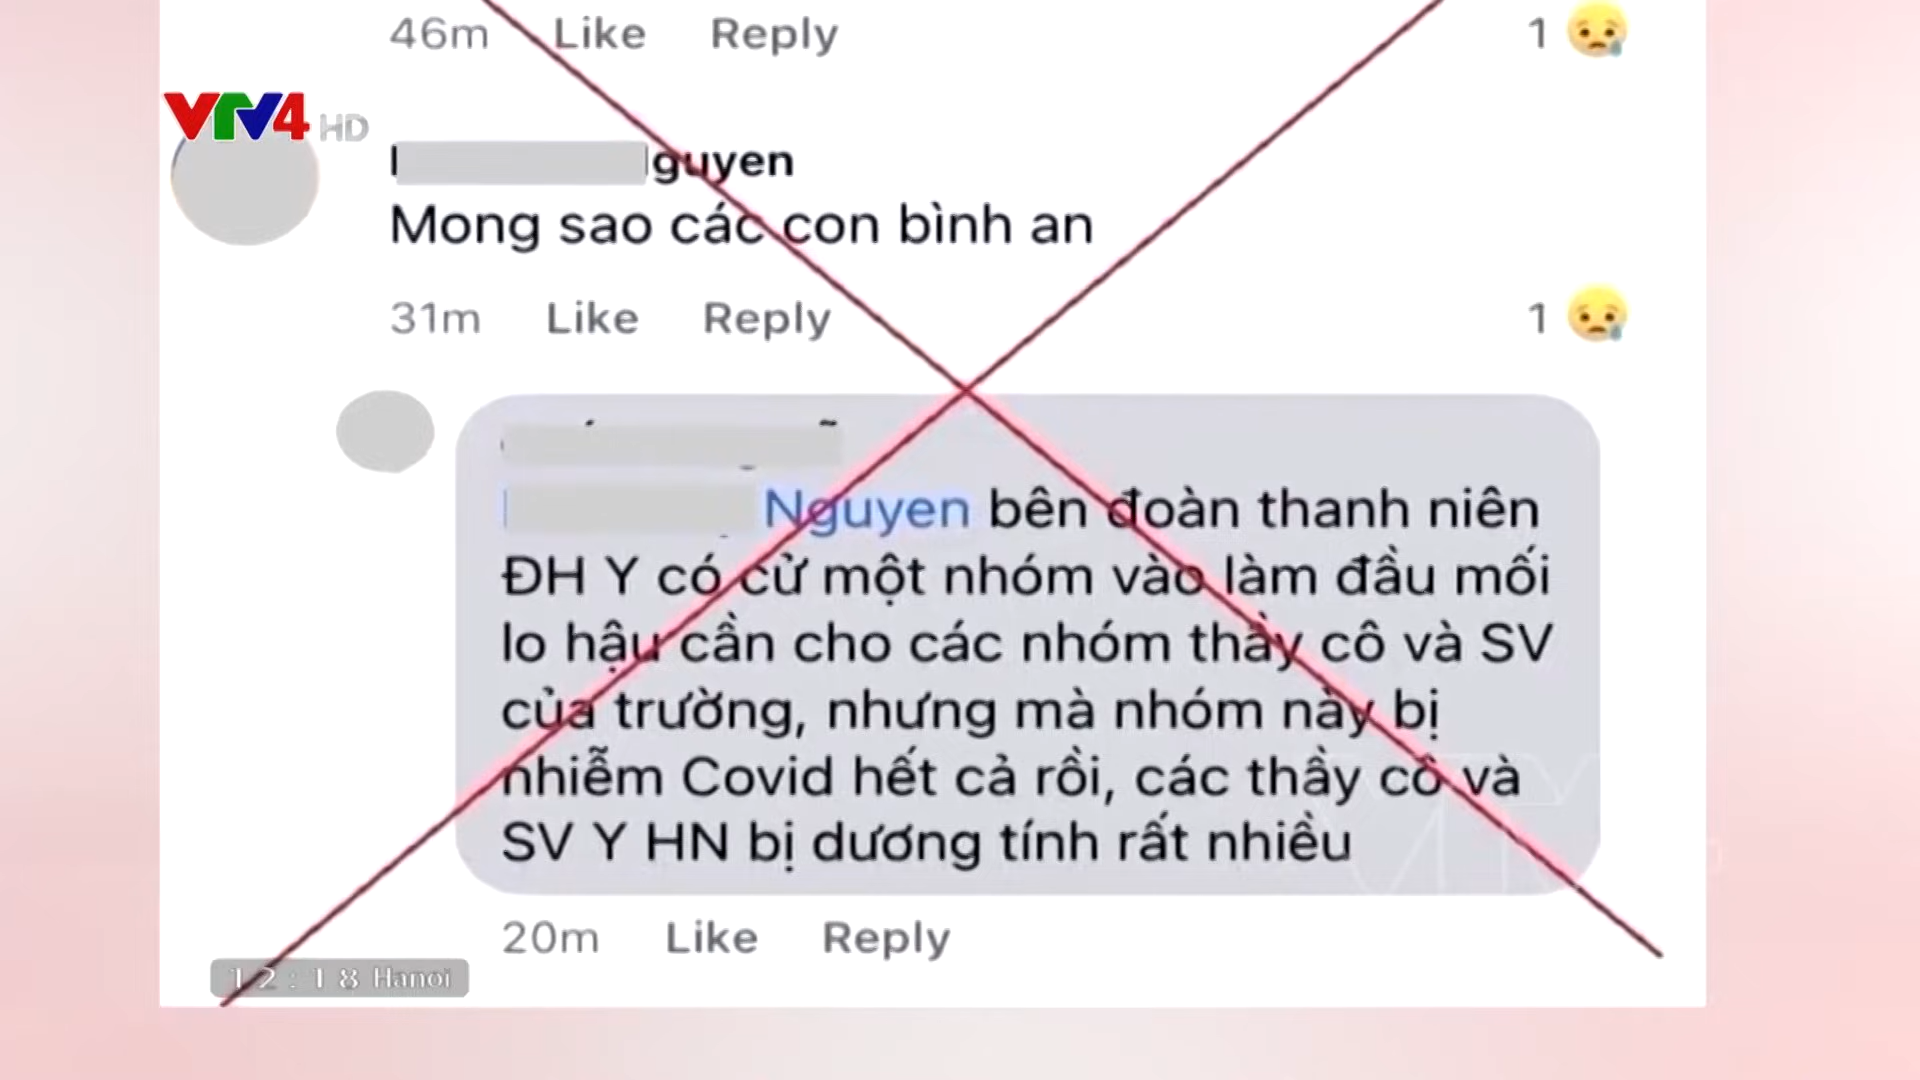 46m Like Reply 1
VTV4 HD
guyen
Mong sao các con bình an
31m Like Reply 1
Nguyen bên đoàn thanh niên
ĐH Y có cử một nhóm vào làm đầu mối
lo hậu cần cho các nhóm thầy cô và SV
của trường, nhưng mà nhóm này bị
nhiễm Covid hết cả rồi, các thầy cô và
SV Y HN bị dương tính rất nhiều
20m Like Reply
12:18 Hanoi